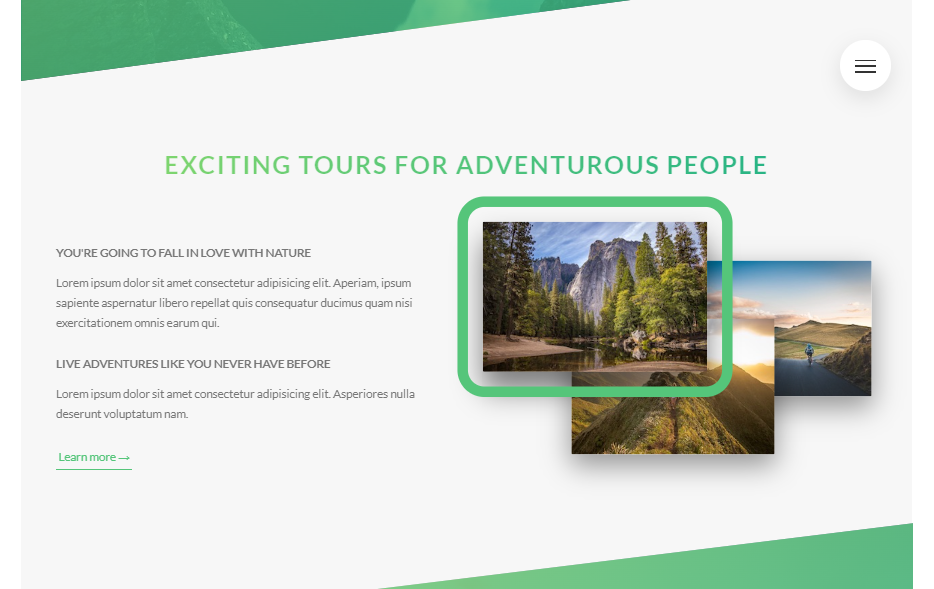 EXCITING TOURS FOR ADVENTUROUS PEOPLE
YOU'RE GOING TO FALL IN LOVE WITH NATURE
Lorem ipsum dolor sit amet consectetur adipisicing elit. Aperiam, ipsum
sapiente aspernatur libero repellat quis consequatur ducimus quam nisi
exercitationem omnis earum qui.
LIVE ADVENTURES LIKE YOU NEVER HAVE BEFORE
Lorem ipsum dolor sit amet consectetur adipisicing elit. Asperiores nulla
deserunt voluptatum nam.
Learn more →